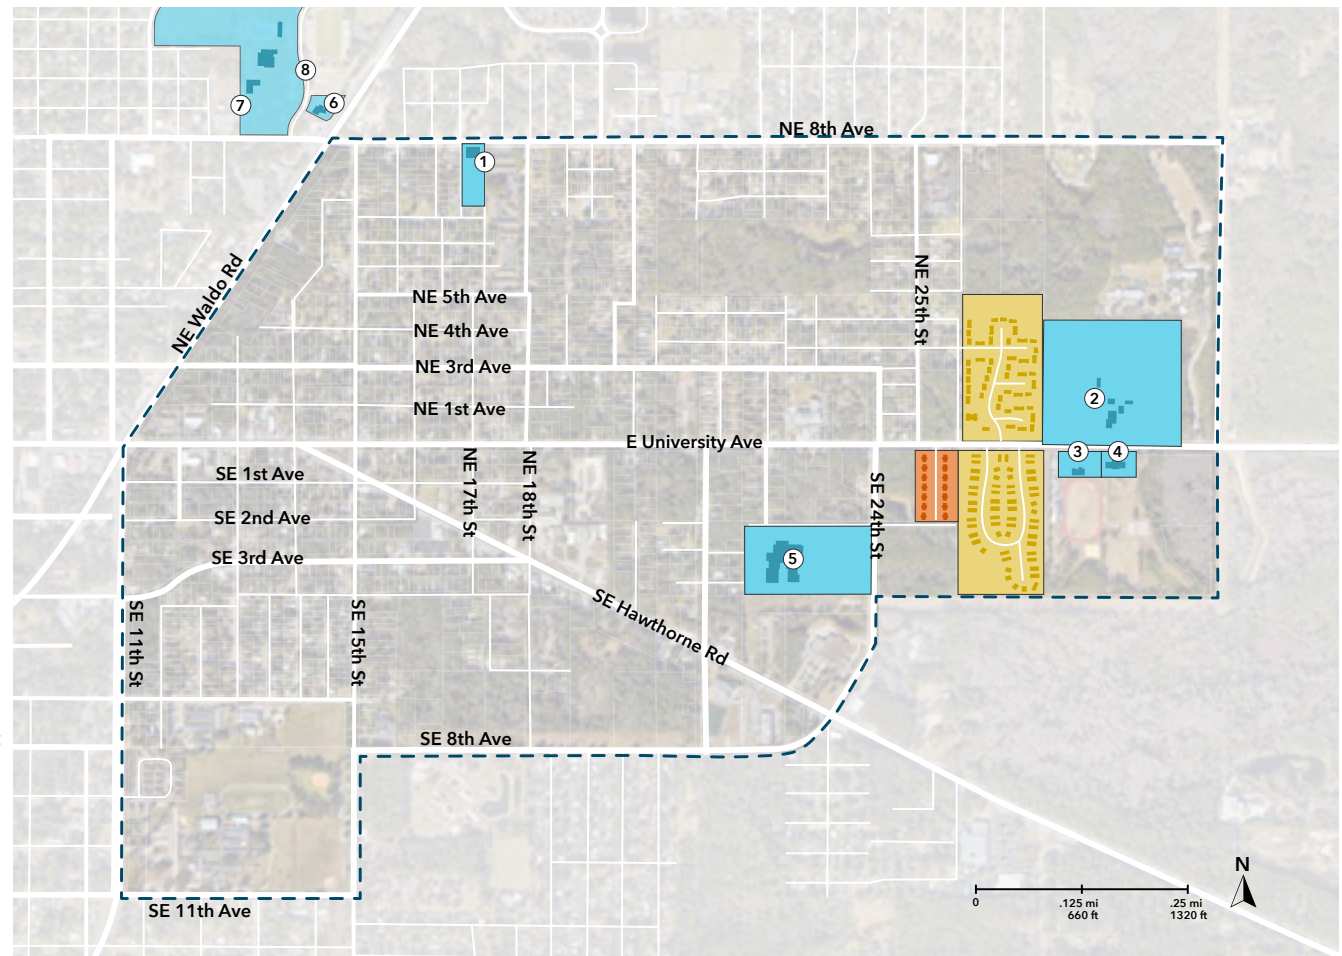 8
7
6
NE 8th Ave
1
NE Waldo Rd
NE 25th St
NE 5th Ave
NE 4th Ave
NE 3rd Ave
NE 1st Ave
2
E University Ave
3
4
SE 1st Ave
NE 17th St
NE 18th St
SE 24th St
SE 2nd Ave
SE 3rd Ave
5
SE 11th St
SE 15th St
SE Hawthorne Rd
SE 8th Ave
N
0
.125 mi
660 ft
.25 mi
1320 ft
SE 11th Ave